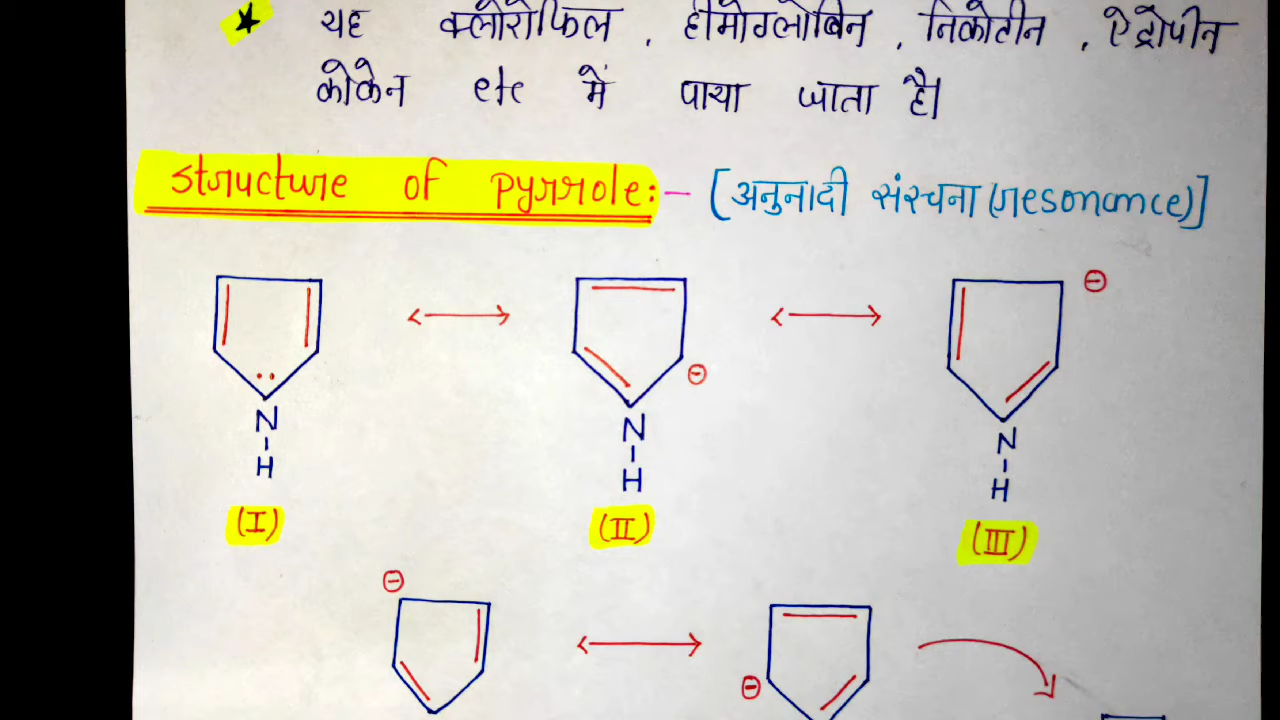 ★ यह क्लोरोफिल , हीमोग्लोबिन , निकोटीन , ऐट्रोपीन
कोकेन etc में पाया जाता है।
structure of pyrrole:- [अनुनादी संरचना (resonance)]
⊖
⊖
N N N
H H H
(I) (II) (III)
⊖
⊖